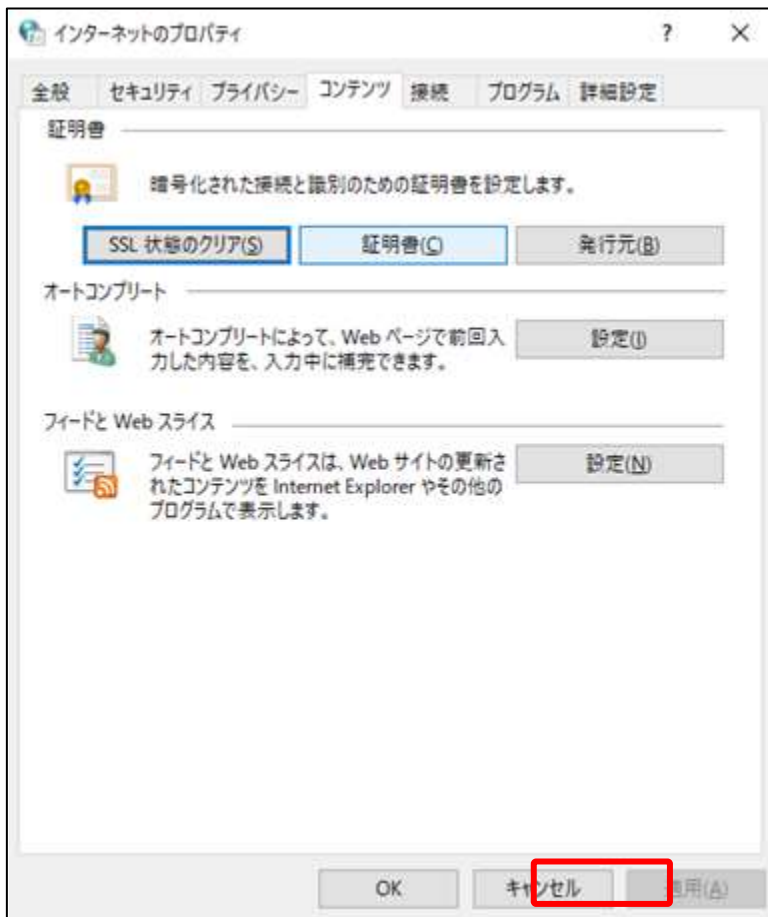 インターネットのプロパティ
?
全般 セキュリティ プライバシー コンテンツ 接続 プログラム 詳細設定
証明書
暗号化された接続と識別のための証明書を設定します。
SSL 状態のクリア(S) 証明書(C) 発行元(B)
オートコンプリート
オートコンプリートによって、Web ページで前回入
力した内容を、入力中に補完できます。
設定(I)
フィードと Web スライス
フィードと Web スライスは、Web サイトの更新さ
れたコンテンツを Internet Explorer やその他の
プログラムで表示します。
設定(N)
OK キャンセル 適用(A)